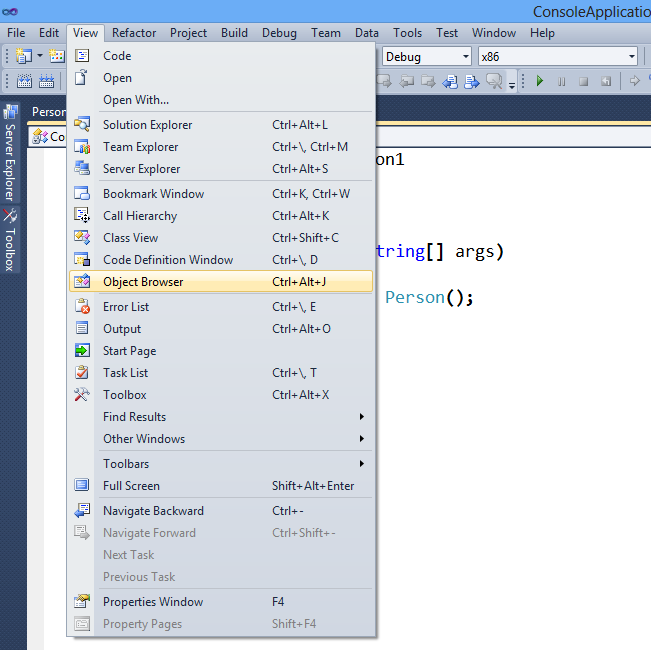 ConsoleApplicatio
File Edit View Refactor Project Build Debug Team Data Tools Test Window Help
Debug x86
Person
Co
Server Explorer
Toolbox
Code
Open
Open With...
Solution Explorer Ctrl+Alt+L
Team Explorer Ctrl+\, Ctrl+M
Server Explorer Ctrl+Alt+S
Bookmark Window Ctrl+K, Ctrl+W
Call Hierarchy Ctrl+Alt+K
Class View Ctrl+Shift+C
Code Definition Window Ctrl+\, D
Object Browser Ctrl+Alt+J
Error List Ctrl+\, E
Output Ctrl+Alt+O
Start Page
Task List Ctrl+\, T
Toolbox Ctrl+Alt+X
Find Results
Other Windows
Toolbars
Full Screen Shift+Alt+Enter
Navigate Backward Ctrl+-
Navigate Forward Ctrl+Shift+-
Next Task
Previous Task
Properties Window F4
Property Pages Shift+F4
on1
tring[] args)
Person();